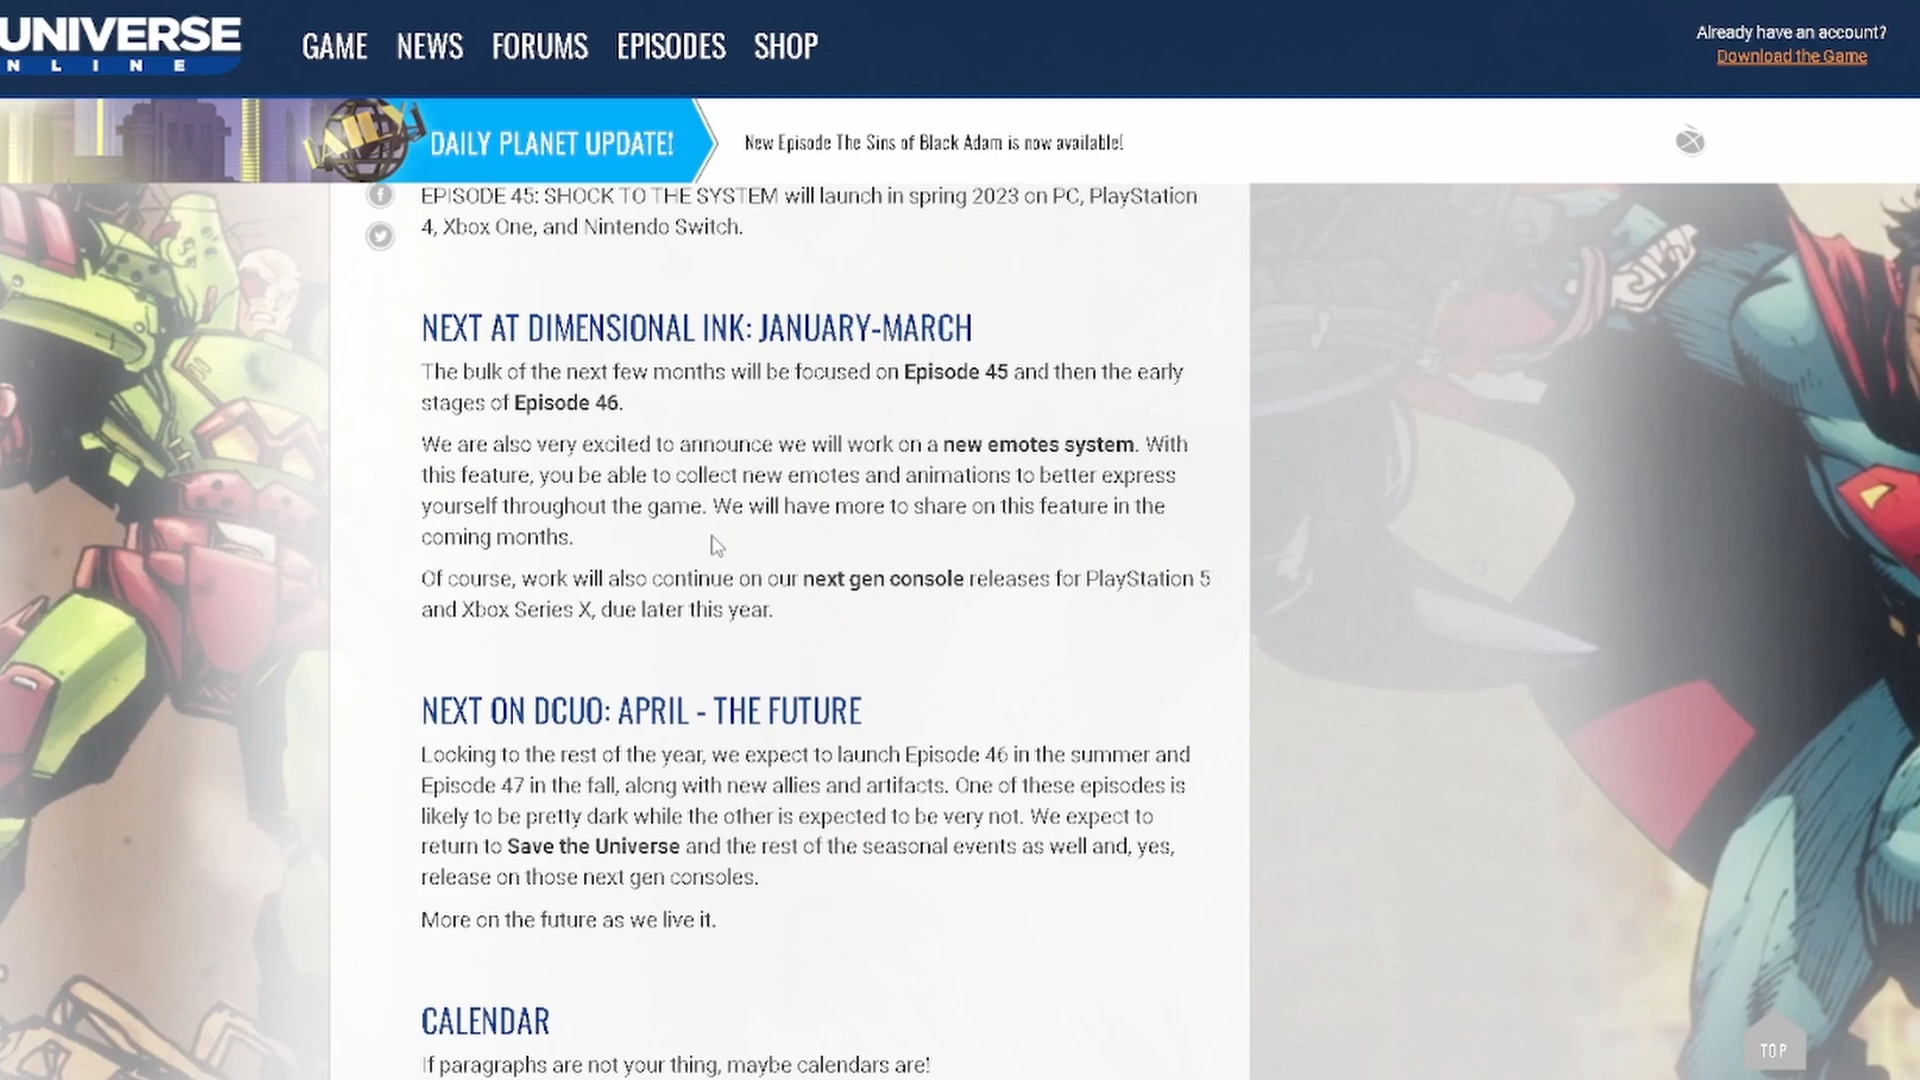 UNIVERSE
NLINE
GAME NEWS FORUMS EPISODES SHOP
Already have an account?
Download the Game
DAILY
DAILY PLANET UPDATE!
New Episode The Sins of Black Adam is now available!
EPISODE 45: SHOCK TO THE SYSTEM will launch in spring 2023 on PC, PlayStation
4, Xbox One, and Nintendo Switch.
NEXT AT DIMENSIONAL INK: JANUARY-MARCH
The bulk of the next few months will be focused on Episode 45 and then the early
stages of Episode 46.
We are also very excited to announce we will work on a new emotes system. With
this feature, you be able to collect new emotes and animations to better express
yourself throughout the game. We will have more to share on this feature in the
coming months.
Of course, work will also continue on our next gen console releases for PlayStation 5
and Xbox Series X, due later this year.
NEXT ON DCUO: APRIL - THE FUTURE
Looking to the rest of the year, we expect to launch Episode 46 in the summer and
Episode 47 in the fall, along with new allies and artifacts. One of these episodes is
likely to be pretty dark while the other is expected to be very not. We expect to
return to Save the Universe and the rest of the seasonal events as well and, yes,
release on those next gen consoles.
More on the future as we live it.
CALENDAR
If paragraphs are not your thing, maybe calendars are!
TOP